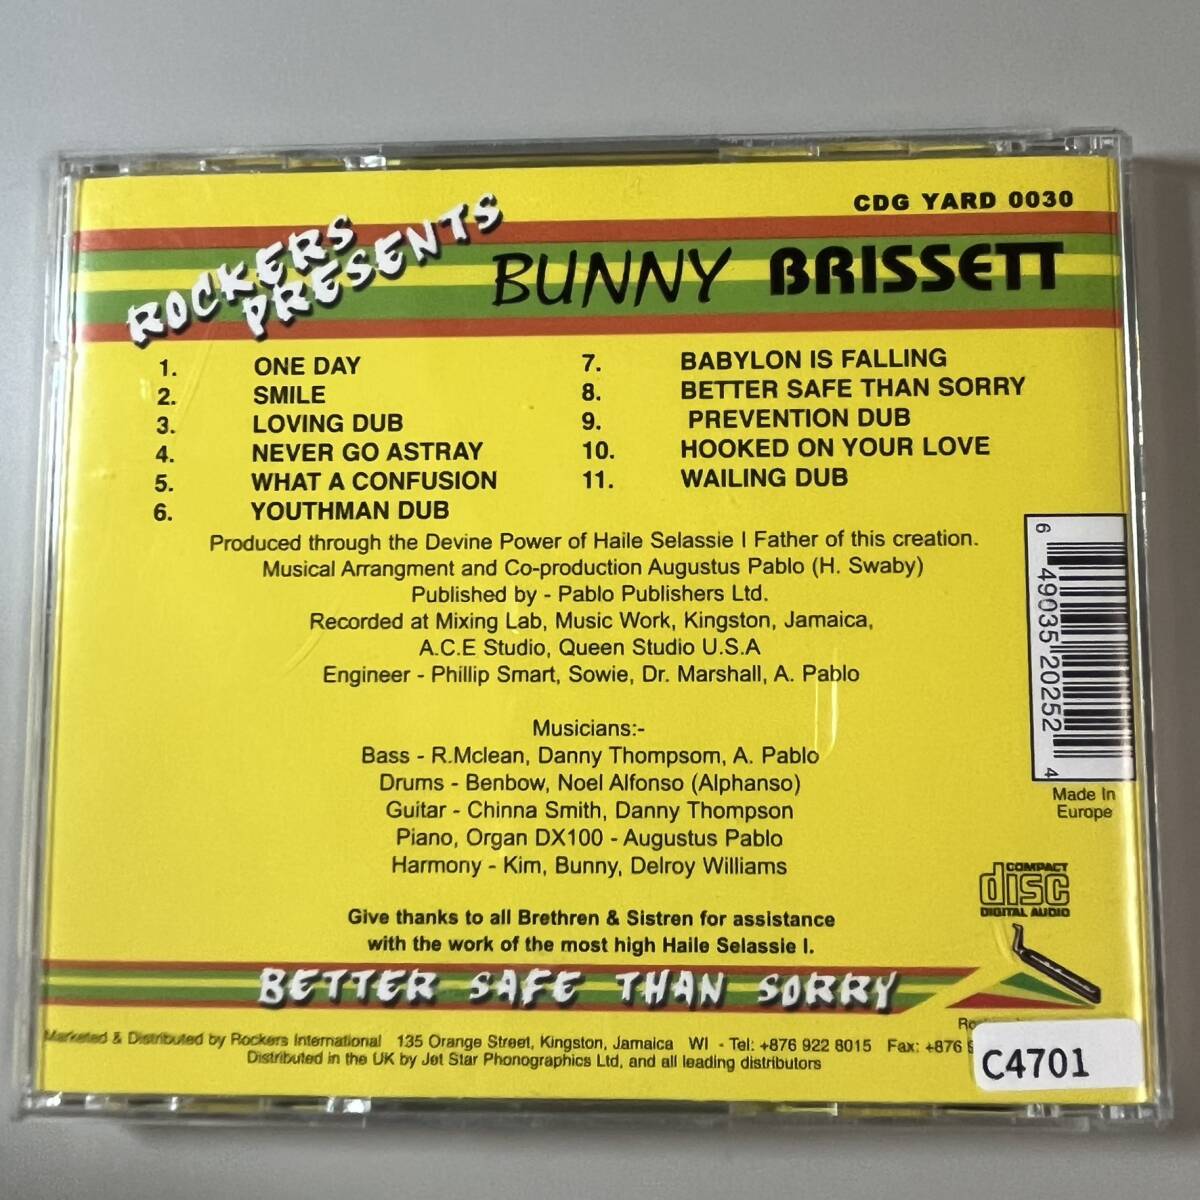 CDG YARD 0030
ROCKERS
PRESENTS
BUNNY BRISSETT
1. ONE DAY
2. SMILE
3. LOVING DUB
4. NEVER GO ASTRAY
5. WHAT A CONFUSION
6. YOUTHMAN DUB
7. BABYLON IS FALLING
8. BETTER SAFE THAN SORRY
9. PREVENTION DUB
10. HOOKED ON YOUR LOVE
11. WAILING DUB
Produced through the Devine Power of Haile Selassie I Father of this creation.
Musical Arrangment and Co-production Augustus Pablo (H. Swaby)
Published by - Pablo Publishers Ltd.
Recorded at Mixing Lab, Music Work, Kingston, Jamaica,
A.C.E Studio, Queen Studio U.S.A
Engineer - Phillip Smart, Sowie, Dr. Marshall, A. Pablo
Musicians:-
Bass - R.Mclean, Danny Thompsom, A. Pablo
Drums - Benbow, Noel Alfonso (Alphanso)
Guitar - Chinna Smith, Danny Thompson
Piano, Organ DX100 - Augustus Pablo
Harmony - Kim, Bunny, Delroy Williams
Give thanks to all Brethren & Sistren for assistance
with the work of the most high Haile Selassie I.
6 49035 20252 4
Made In
Europe
COMPACT
disc
DIGITAL AUDIO
BETTER SAFE THAN SORRY
Marketed & Distributed by Rockers International 135 Orange Street, Kingston, Jamaica WI - Tel: +876 922 8015 Fax: +876
Distributed in the UK by Jet Star Phonographics Ltd, and all leading distributors
C4701